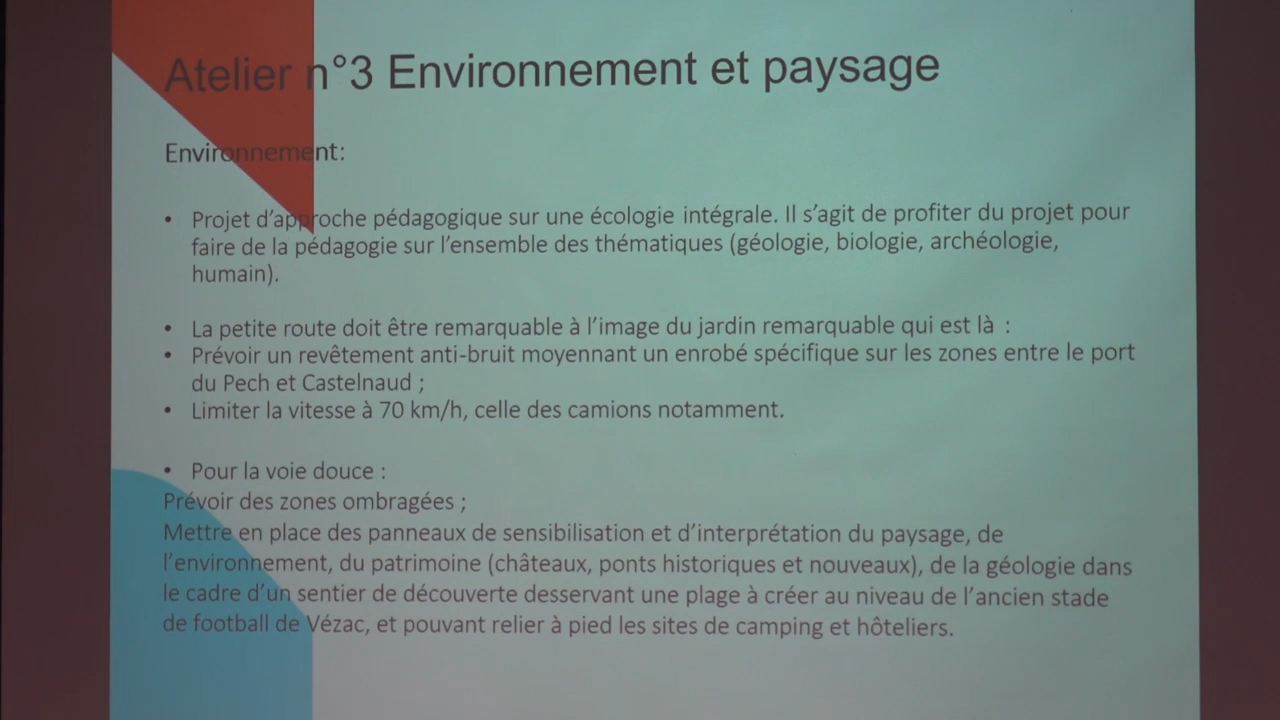 Atelier n°3 Environnement et paysage
Environnement:
• Projet d'approche pédagogique sur une écologie intégrale. Il s'agit de profiter du projet pour
faire de la pédagogie sur l'ensemble des thématiques (géologie, biologie, archéologie,
humain).
• La petite route doit être remarquable à l'image du jardin remarquable qui est là :
• Prévoir un revêtement anti-bruit moyennant un enrobé spécifique sur les zones entre le port
du Pech et Castelnaud ;
• Limiter la vitesse à 70 km/h, celle des camions notamment.
• Pour la voie douce :
Prévoir des zones ombragées ;
Mettre en place des panneaux de sensibilisation et d'interprétation du paysage, de
l'environnement, du patrimoine (châteaux, ponts historiques et nouveaux), de la géologie dans
le cadre d'un sentier de découverte desservant une plage à créer au niveau de l'ancien stade
de football de Vézac, et pouvant relier à pied les sites de camping et hôteliers.